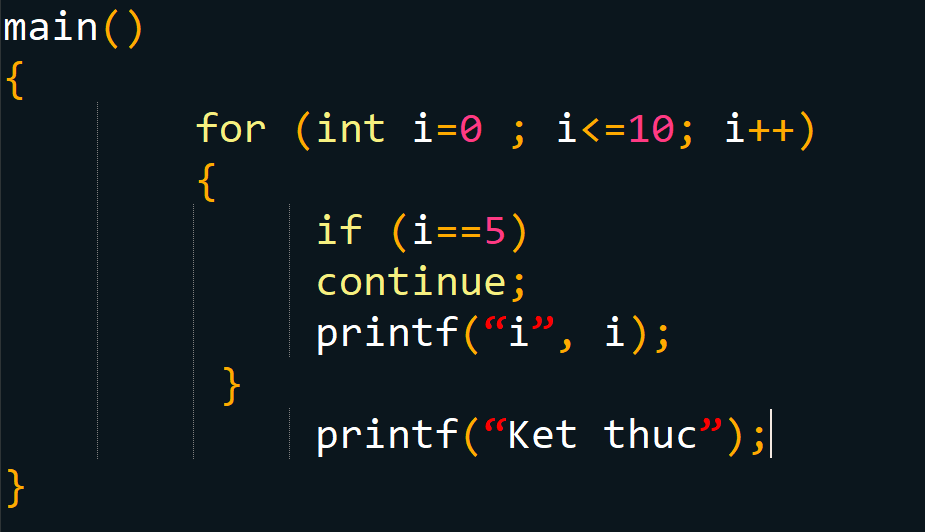 main()
{
for (int i=0 ; i<=10; i++)
{
if (i==5)
continue;
printf(“i”, i);
}
printf(“Ket thuc”);
}